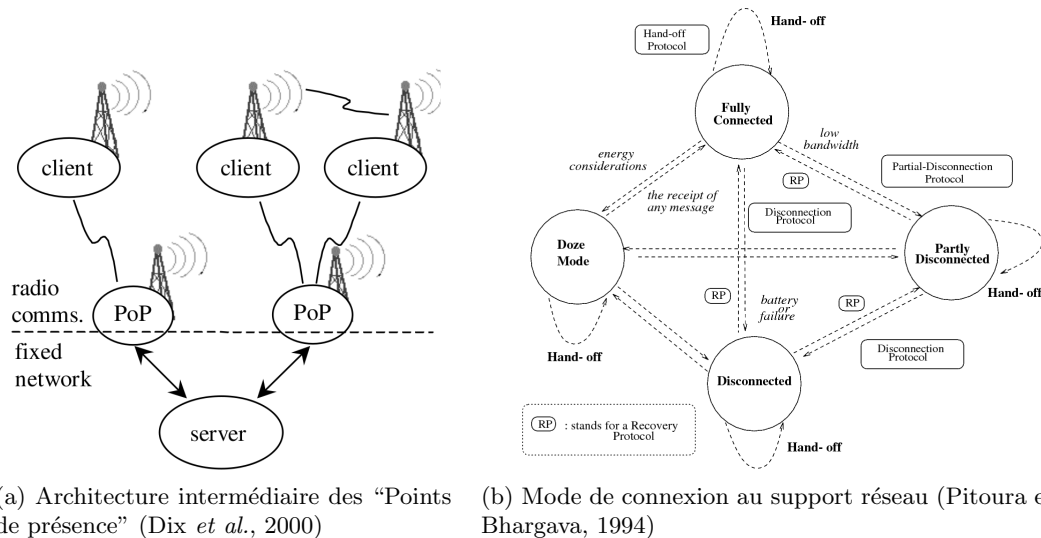 client
client
client
radio
comms.
PoP
PoP
fixed
network
server
(a) Architecture intermédiaire des “Points
de présence” (Dix et al., 2000)
Hand- off
Hand-off
Protocol
Fully
Connected
low
bandwidth
energy
considerations
Partial-Disconnection
Protocol
RP
the receipt of
any message
Disconnection
Protocol
Doze
Mode
Partly
Disconnected
Hand- off
RP
battery
or
failure
RP
Hand- off
Disconnection
Protocol
Disconnected
RP : stands for a Recovery
Protocol
Hand- off
(b) Mode de connexion au support réseau (Pitoura e
Bhargava, 1994)